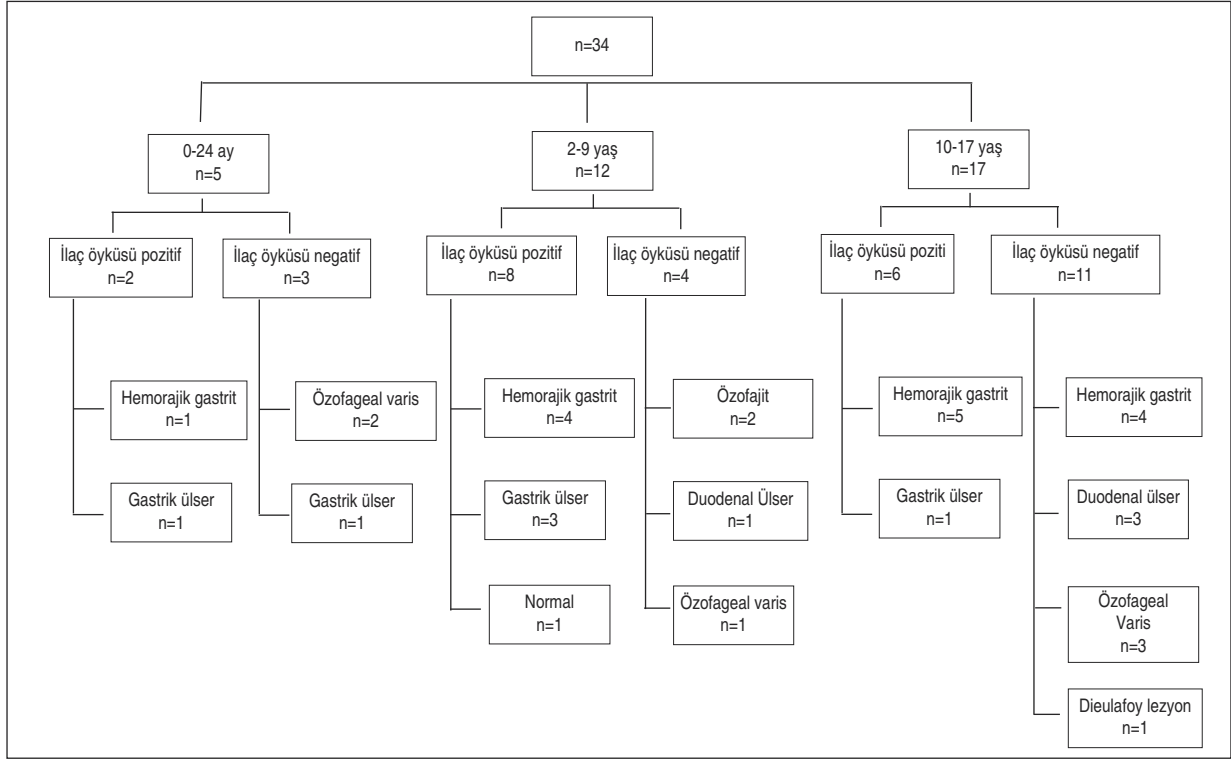 n=34
0-24 ay
n=5
2-9 yaş
n=12
10-17 yaş
n=17
İlaç öyküsü pozitif
n=2
İlaç öyküsü negatif
n=3
İlaç öyküsü pozitif
n=8
İlaç öyküsü negatif
n=4
İlaç öyküsü poziti
n=6
İlaç öyküsü negatif
n=11
Hemorajik gastrit
n=1
Özofageal varis
n=2
Hemorajik gastrit
n=4
Özofajit
n=2
Hemorajik gastrit
n=5
Hemorajik gastrit
n=4
Gastrik ülser
n=1
Gastrik ülser
n=1
Gastrik ülser
n=3
Duodenal Ülser
n=1
Gastrik ülser
n=1
Duodenal ülser
n=3
Normal
n=1
Özofageal varis
n=1
Özofageal
Varis
n=3
Dieulafoy lezyon
n=1